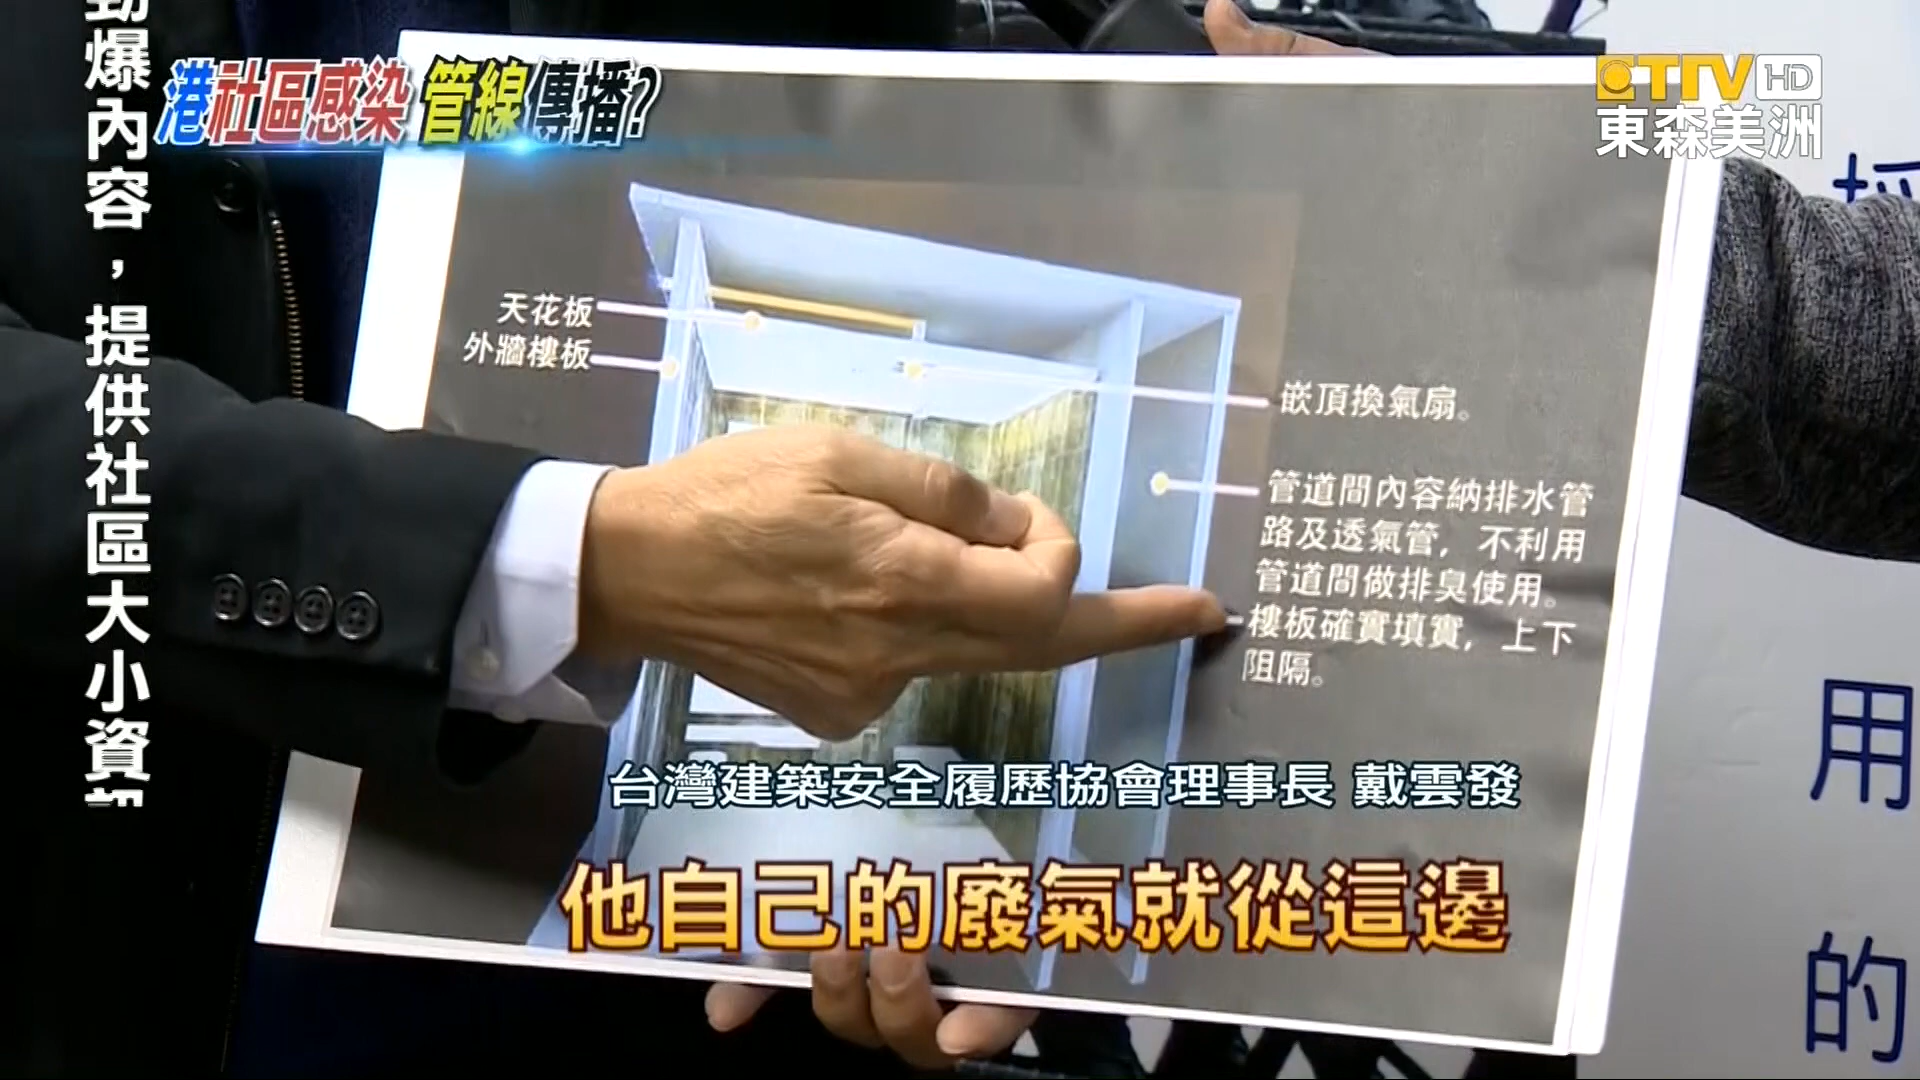 港社區感染 管線傳播?
ETTV HD
東森美洲
爆內容，提供社區大小資
天花板
外牆樓板
嵌頂換氣扇。
管道間內容納排水管
路及透氣管，不利用
管道間做排臭使用。
樓板確實填實，上下
阻隔。
用
的
台灣建築安全履歷協會理事長 戴雲發
他自己的廢氣就從這邊